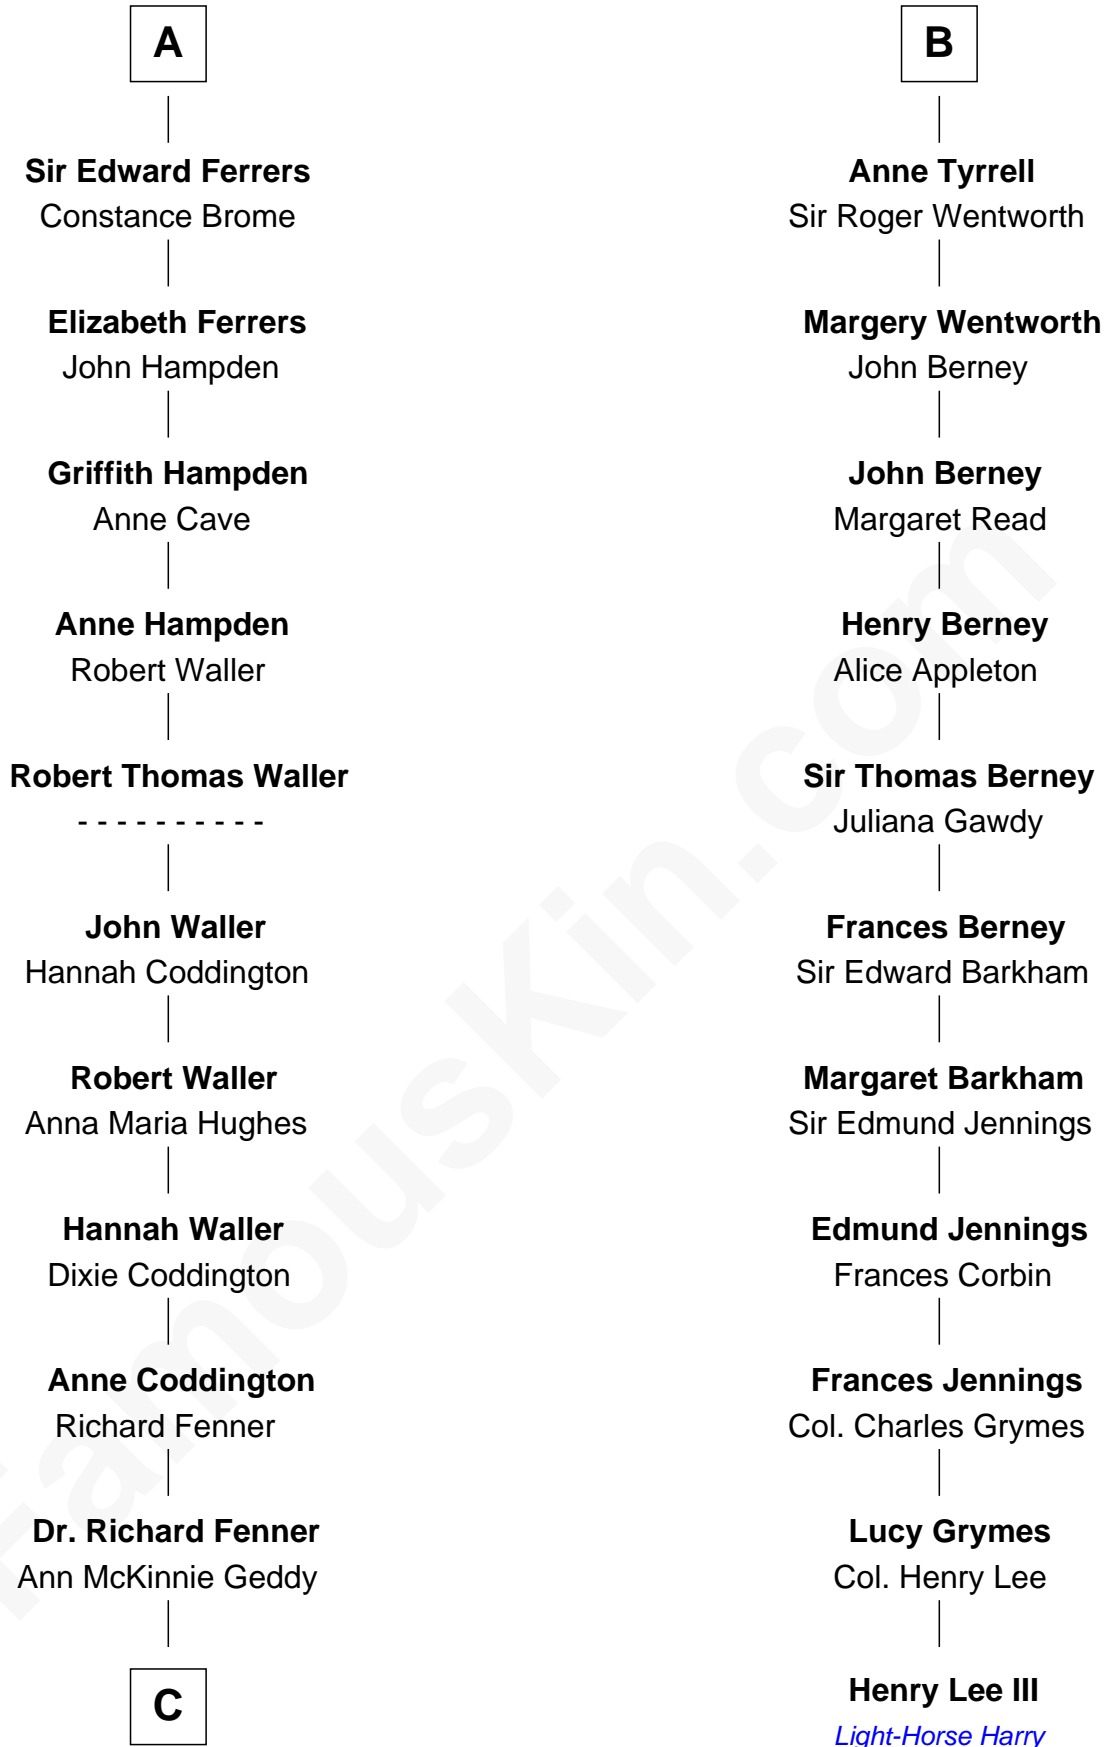 A
Sir Edward Ferrers
Constance Brome
Elizabeth Ferrers
John Hampden
Griffith Hampden
Anne Cave
Anne Hampden
Robert Waller
Robert Thomas Waller
- - - - - - - - - -
John Waller
Hannah Coddington
Robert Waller
Anna Maria Hughes
Hannah Waller
Dixie Coddington
Anne Coddington
Richard Fenner
Dr. Richard Fenner
Ann McKinnie Geddy
C
B
Anne Tyrrell
Sir Roger Wentworth
Margery Wentworth
John Berney
John Berney
Margaret Read
Henry Berney
Alice Appleton
Sir Thomas Berney
Juliana Gawdy
Frances Berney
Sir Edward Barkham
Margaret Barkham
Sir Edmund Jennings
Edmund Jennings
Frances Corbin
Frances Jennings
Col. Charles Grymes
Lucy Grymes
Col. Henry Lee
Henry Lee III
Light-Horse Harry
FamousKin.com